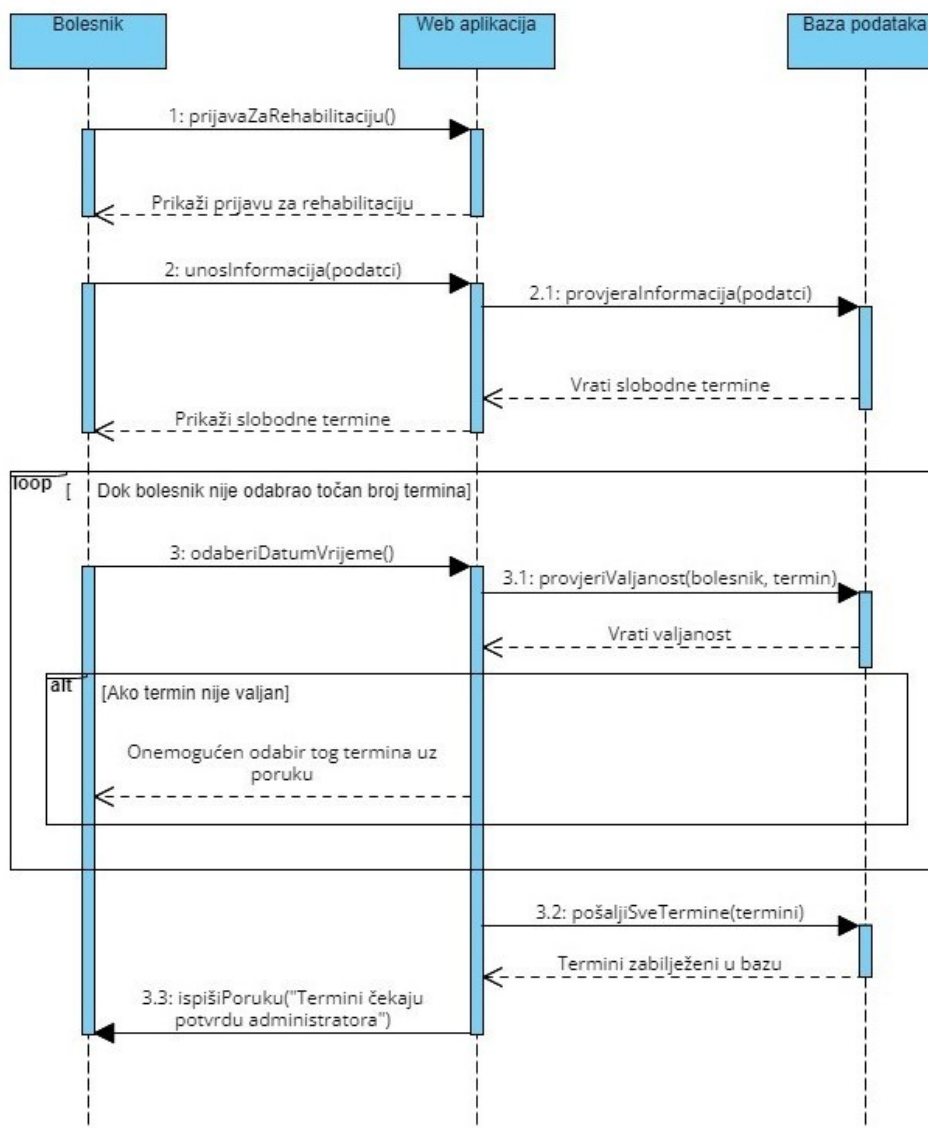 Bolesnik
Web aplikacija
Baza podataka
1: prijavaZaRehabilitaciju()
Prikaži prijavu za rehabilitaciju
2: unosInformacija(podatci)
2.1: provjeraInformacija(podatci)
Vrati slobodne termine
Prikaži slobodne termine
loop
[ Dok bolesnik nije odabrao točan broj termina]
3: odaberiDatumVrijeme()
3.1: provjeriValjanost(bolesnik, termin)
Vrati valjanost
alt
[Ako termin nije valjan]
Onemogućen odabir tog termina uz
poruku
3.2: pošaljiSveTermine(termini)
Termini zabilježeni u bazu
3.3: ispišiPoruku("Termini čekaju
potvrdu administratora")